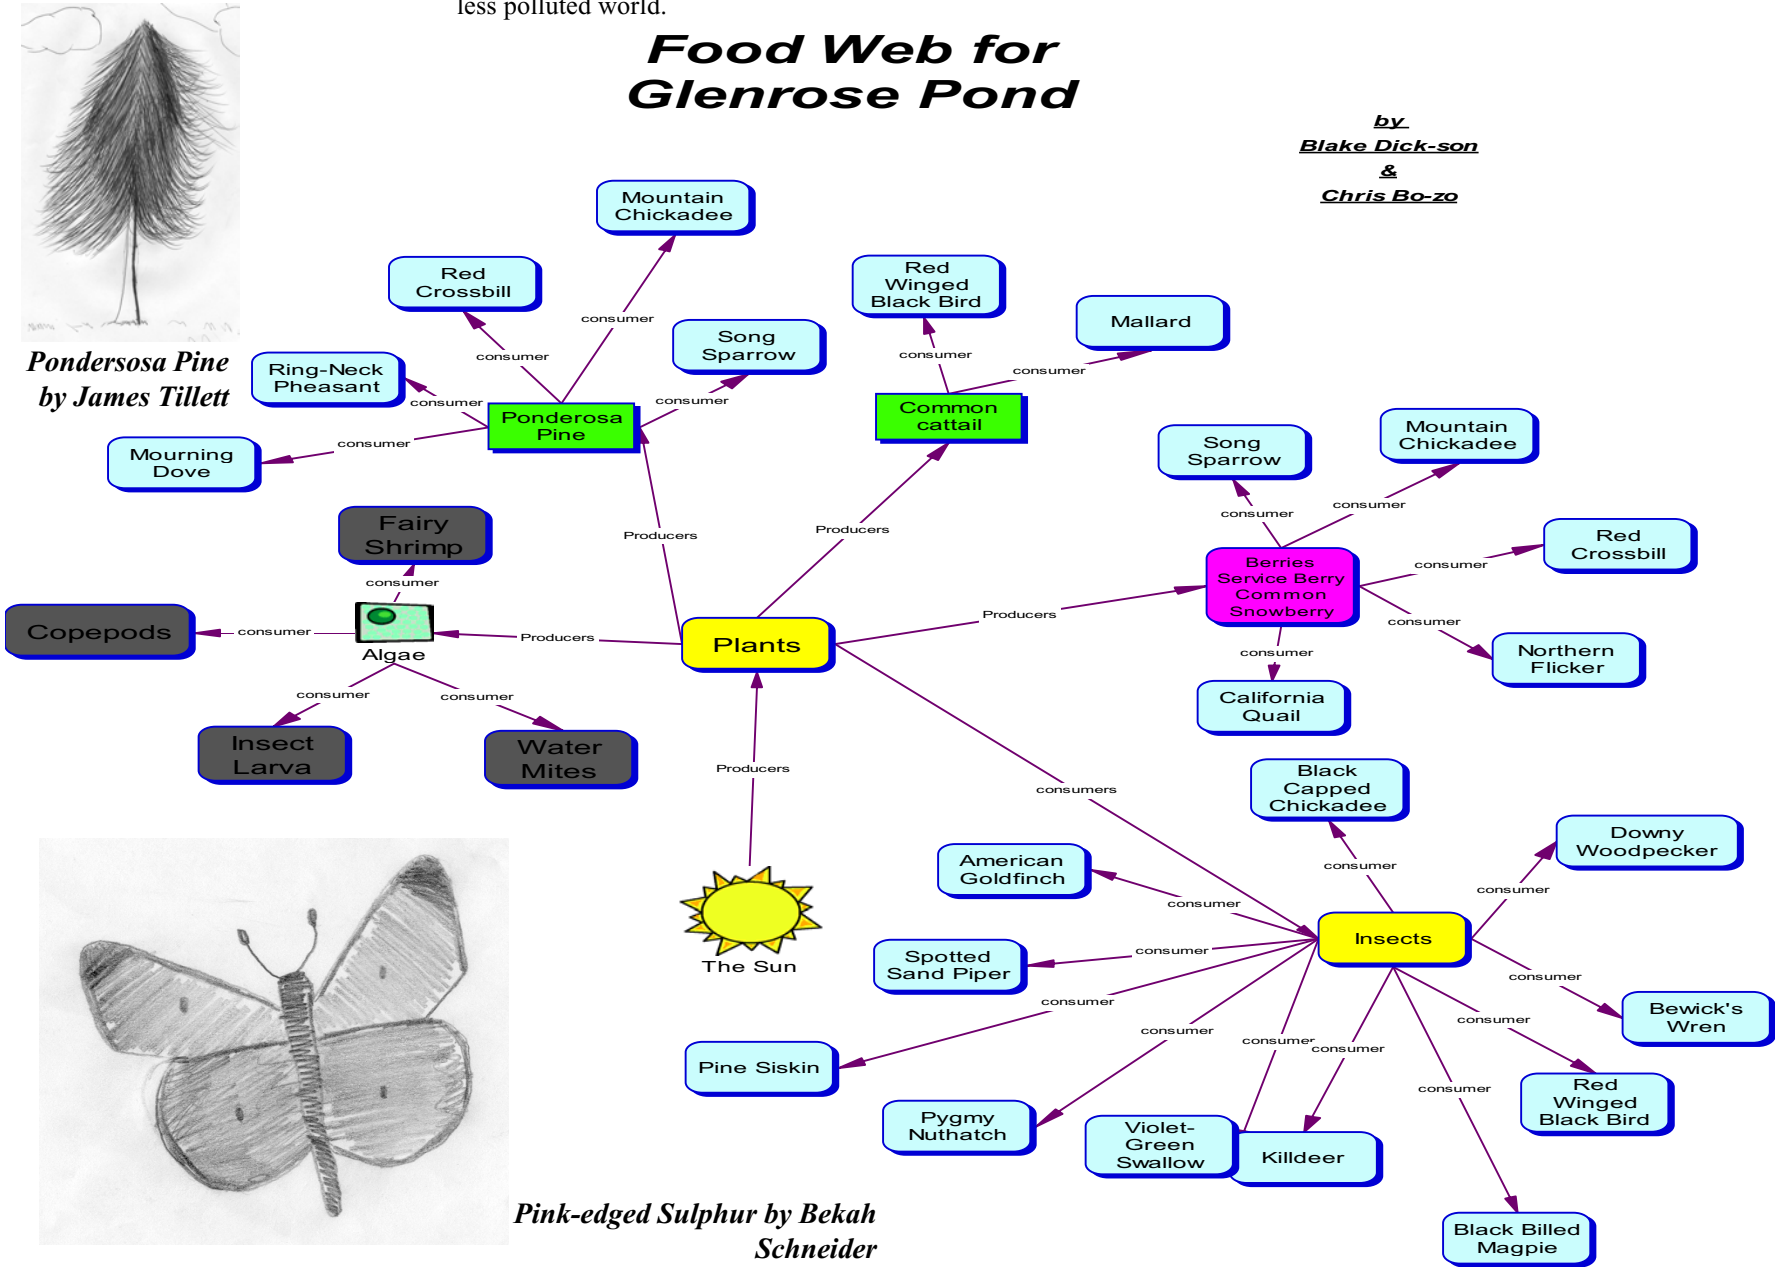 less polluted world.
Food Web for
Glenrose Pond
by
Blake Dick-son
&
Chris Bo-zo
Pondersosa Pine
by James Tillett
Mountain
Chickadee
Red
Crossbill
consumer
consumer
Song
Sparrow
Ring-Neck
Pheasant
consumer
consumer
Mourning
Dove
consumer
Ponderosa
Pine
Red
Winged
Black Bird
Mallard
consumer
consumer
Common
cattail
Producers
Producers
Song
Sparrow
Mountain
Chickadee
consumer
consumer
Red
Crossbill
consumer
Berries
Service Berry
Common
Snowberry
consumer
Northern
Flicker
consumer
California
Quail
Producers
Fairy
Shrimp
consumer
Copepods
consumer
Algae
Producers
Plants
consumer
consumer
Insect
Larva
Water
Mites
Producers
consumers
The Sun
Black
Capped
Chickadee
consumer
Downy
Woodpecker
consumer
American
Goldfinch
consumer
Insects
Spotted
Sand Piper
consumer
consumer
Bewick's
Wren
consumer
Pine Siskin
consumer
Pygmy
Nuthatch
consumer
Violet-
Green
Swallow
consumer
Killdeer
consumer
Red
Winged
Black Bird
consumer
Black Billed
Magpie
Pink-edged Sulphur by Bekah
Schneider